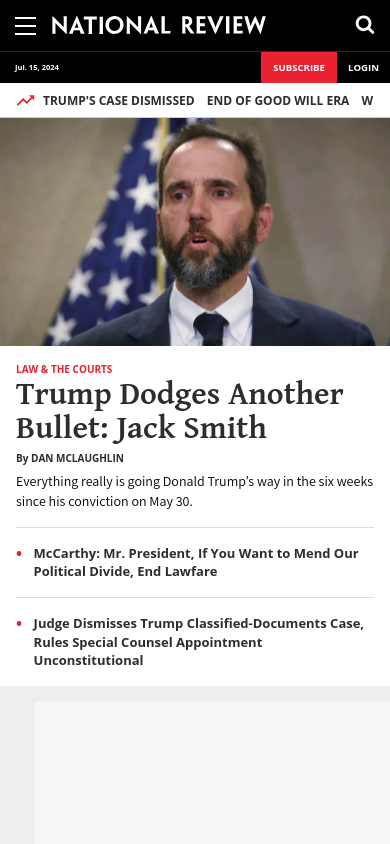 NATIONAL REVIEW
Jul. 15, 2024
SUBSCRIBE
LOGIN
TRUMP'S CASE DISMISSED END OF GOOD WILL ERA W
LAW & THE COURTS
Trump Dodges Another
Bullet: Jack Smith
By DAN MCLAUGHLIN
Everything really is going Donald Trump’s way in the six weeks
since his conviction on May 30.
McCarthy: Mr. President, If You Want to Mend Our
Political Divide, End Lawfare
Judge Dismisses Trump Classified-Documents Case,
Rules Special Counsel Appointment
Unconstitutional